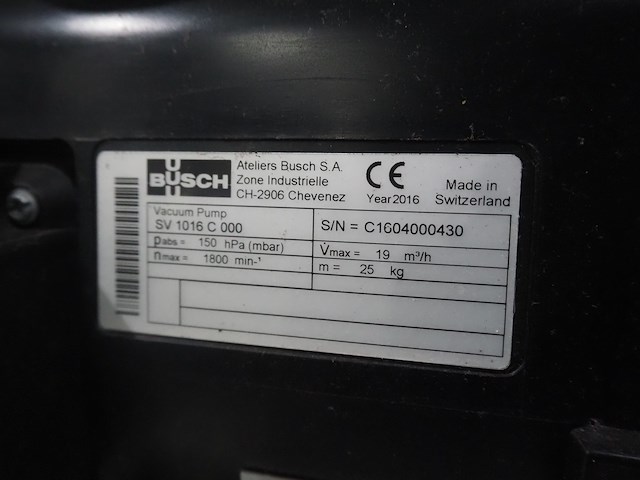 BUSCH
Ateliers Busch S.A.
Zone Industrielle
CH-2906 Chevenez
CE
Year2016
Made in
Switzerland
Vacuum Pump
SV 1016 C 000
S/N = C1604000430
pabs = 150 hPa (mbar)
nmax = 1800 min-¹
V̇max = 19 m³/h
m = 25 kg